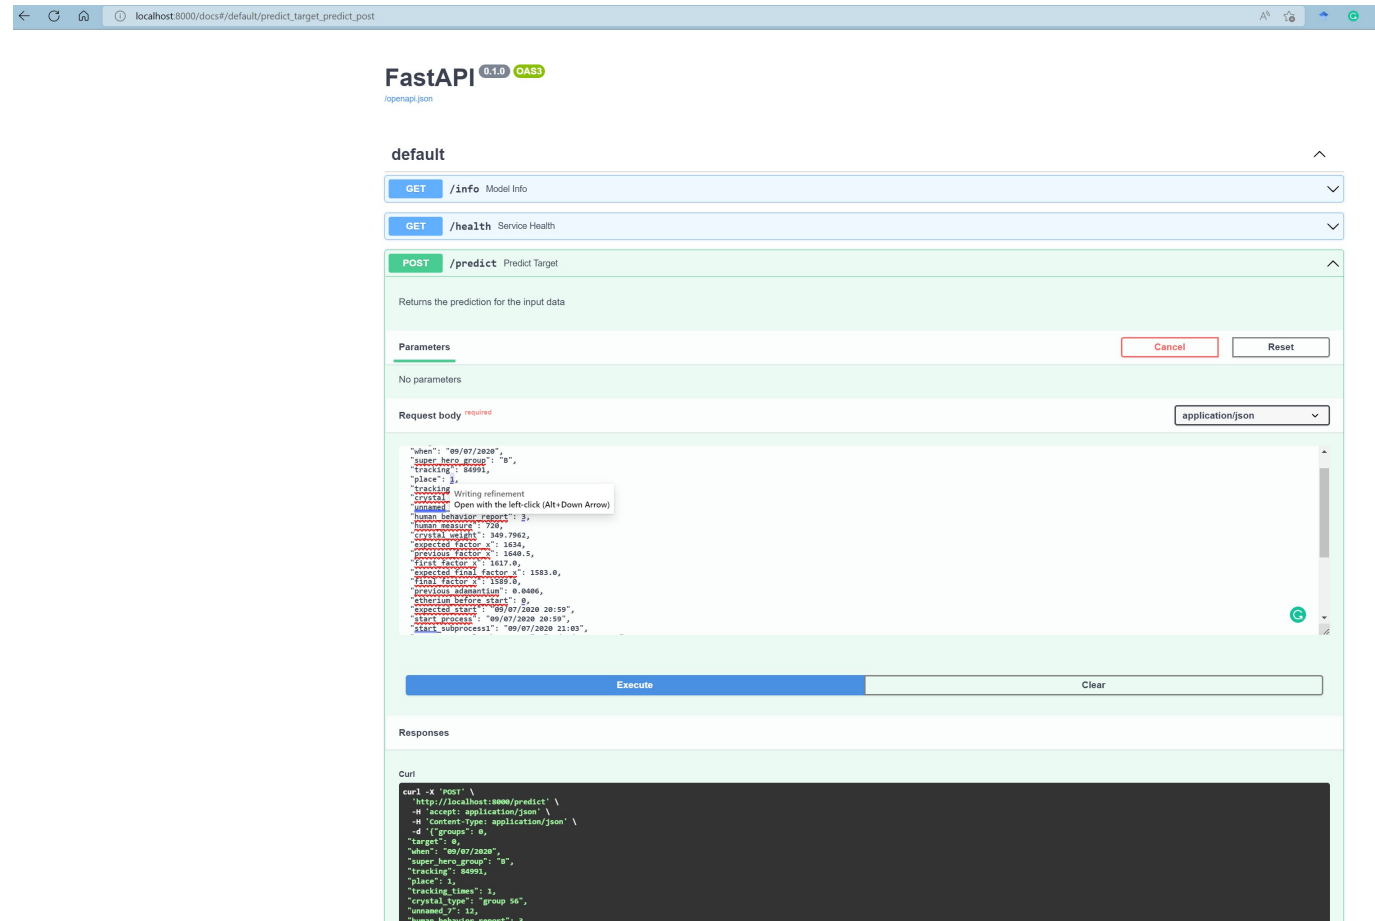 localhost:8000/docs#/default/predict_target_predict_post
FastAPI 0.1.0 OAS3
/openapi.json
default
GET /info Model Info
GET /health Service Health
POST /predict Predict Target
Returns the prediction for the input data
Parameters
Cancel
Reset
No parameters
Request body required
application/json
"when": "09/07/2020",
"super_hero_group": "B",
"tracking": 84991,
"place": 1,
"tracking
"crystal_
"unnamed_
Writing refinement
Open with the left-click (Alt+Down Arrow)
"human_behavior_report": 3,
"human_measure": 720,
"crystal_weight": 349.7962,
"expected_factor_x": 1634,
"previous_factor_x": 1640.5,
"first_factor_x": 1617.0,
"expected_final_factor_x": 1583.0,
"final_factor_x": 1589.0,
"previous_adamantium": 0.0406,
"etherium_before_start": 0,
"expected_start": "09/07/2020 20:59",
"start_process": "09/07/2020 20:59",
"start_subprocess1": "09/07/2020 21:03",
Execute
Clear
Responses
Curl
curl -X 'POST' \
'http://localhost:8000/predict' \
-H 'accept: application/json' \
-H 'Content-Type: application/json' \
-d '{"groups": 0,
"target": 0,
"when": "09/07/2020",
"super_hero_group": "B",
"tracking": 84991,
"place": 1,
"tracking_times": 1,
"crystal_type": "group 56",
"unnamed_7": 12,
"human_behavior_report": 3,